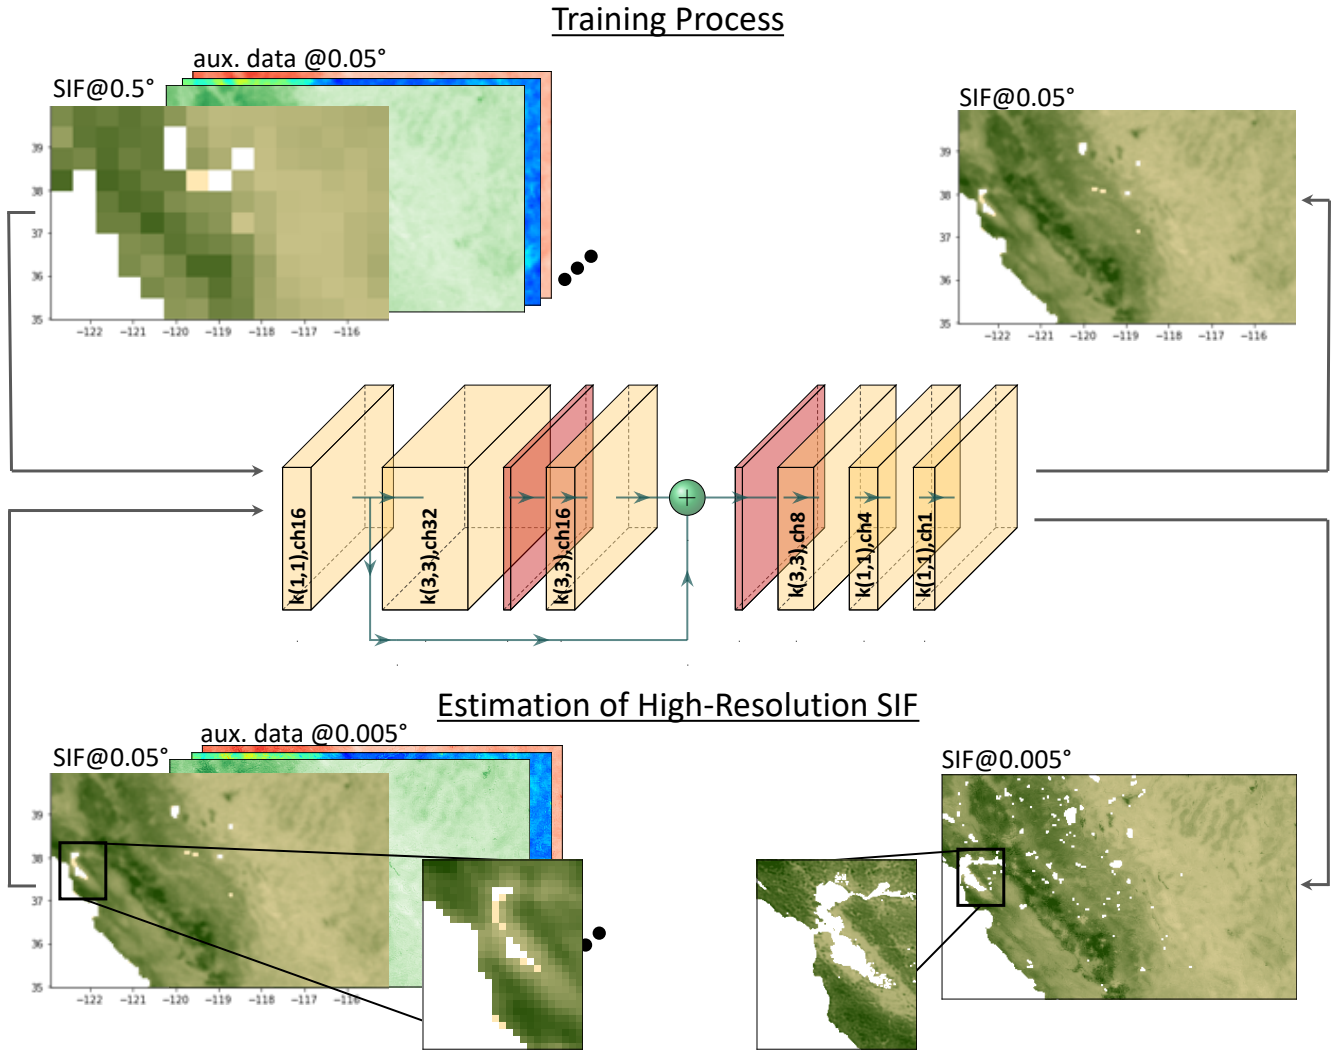 Training Process
aux. data @0.05°
SIF@0.5°
39
38
37
36
35
−122 −121 −120 −119 −118 −117 −116
SIF@0.05°
39
38
37
36
35
−122 −121 −120 −119 −118 −117 −116
k(1,1),ch16
k(3,3),ch32
k(3,3),ch16
+
k(3,3),ch8
k(1,1),ch4
k(1,1),ch1
Estimation of High-Resolution SIF
aux. data @0.005°
SIF@0.05°
39
38
37
36
35
−122 −121 −120 −119 −118 −117 −116
SIF@0.005°